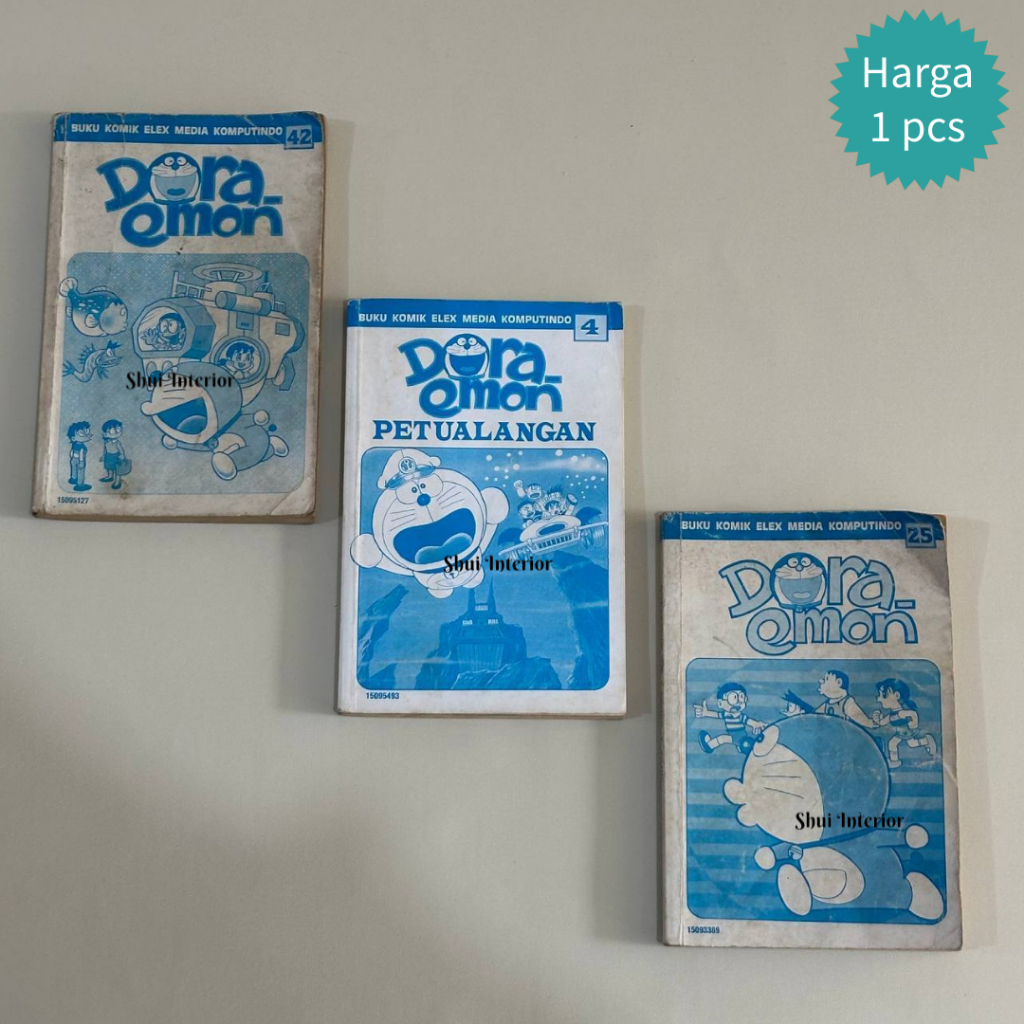 Harga
1 pcs
BUKU KOMIK ELEX MEDIA KOMPUTINDO 42
Dora-
emon
Shui Interior
15095127
BUKU KOMIK ELEX MEDIA KOMPUTINDO 4
Dora-
emon
PETUALANGAN
Shui Interior
15095493
BUKU KOMIK ELEX MEDIA KOMPUTINDO 25
Dora-
emon
Shui Interior
15093389